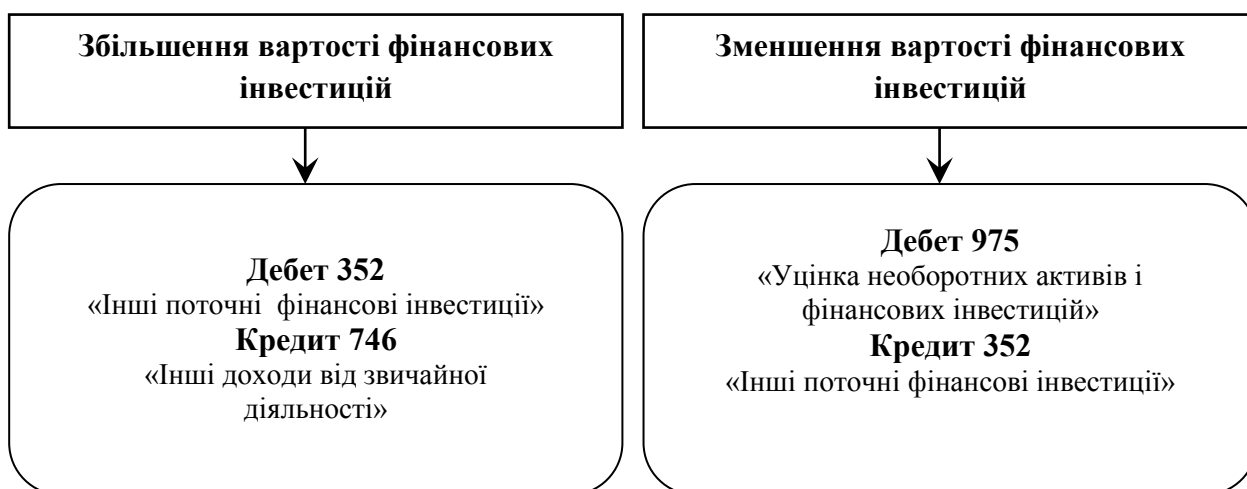 Збільшення вартості фінансових
інвестицій
Дебет 352
«Інші поточні фінансові інвестиції»
Кредит 746
«Інші доходи від звичайної
діяльності»
Зменшення вартості фінансових
інвестицій
Дебет 975
«Уцінка необоротних активів і
фінансових інвестицій»
Кредит 352
«Інші поточні фінансові інвестиції»